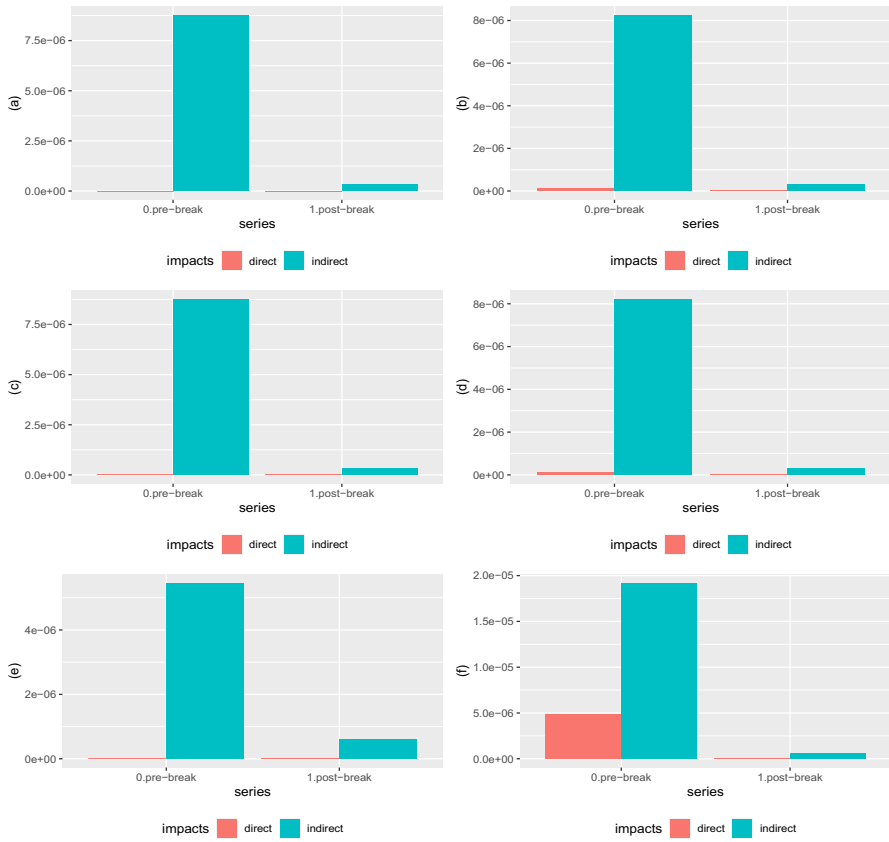 (a)
7.5e−06
5.0e−06
2.5e−06
0.0e+00
0.pre−break 1.post−break
series
impacts direct indirect
(b)
8e−06
6e−06
4e−06
2e−06
0e+00
0.pre−break 1.post−break
series
impacts direct indirect
(c)
7.5e−06
5.0e−06
2.5e−06
0.0e+00
0.pre−break 1.post−break
series
impacts direct indirect
(d)
8e−06
6e−06
4e−06
2e−06
0e+00
0.pre−break 1.post−break
series
impacts direct indirect
(e)
4e−06
2e−06
0e+00
0.pre−break 1.post−break
series
impacts direct indirect
(f)
2.0e−05
1.5e−05
1.0e−05
5.0e−06
0.0e+00
0.pre−break 1.post−break
series
impacts direct indirect